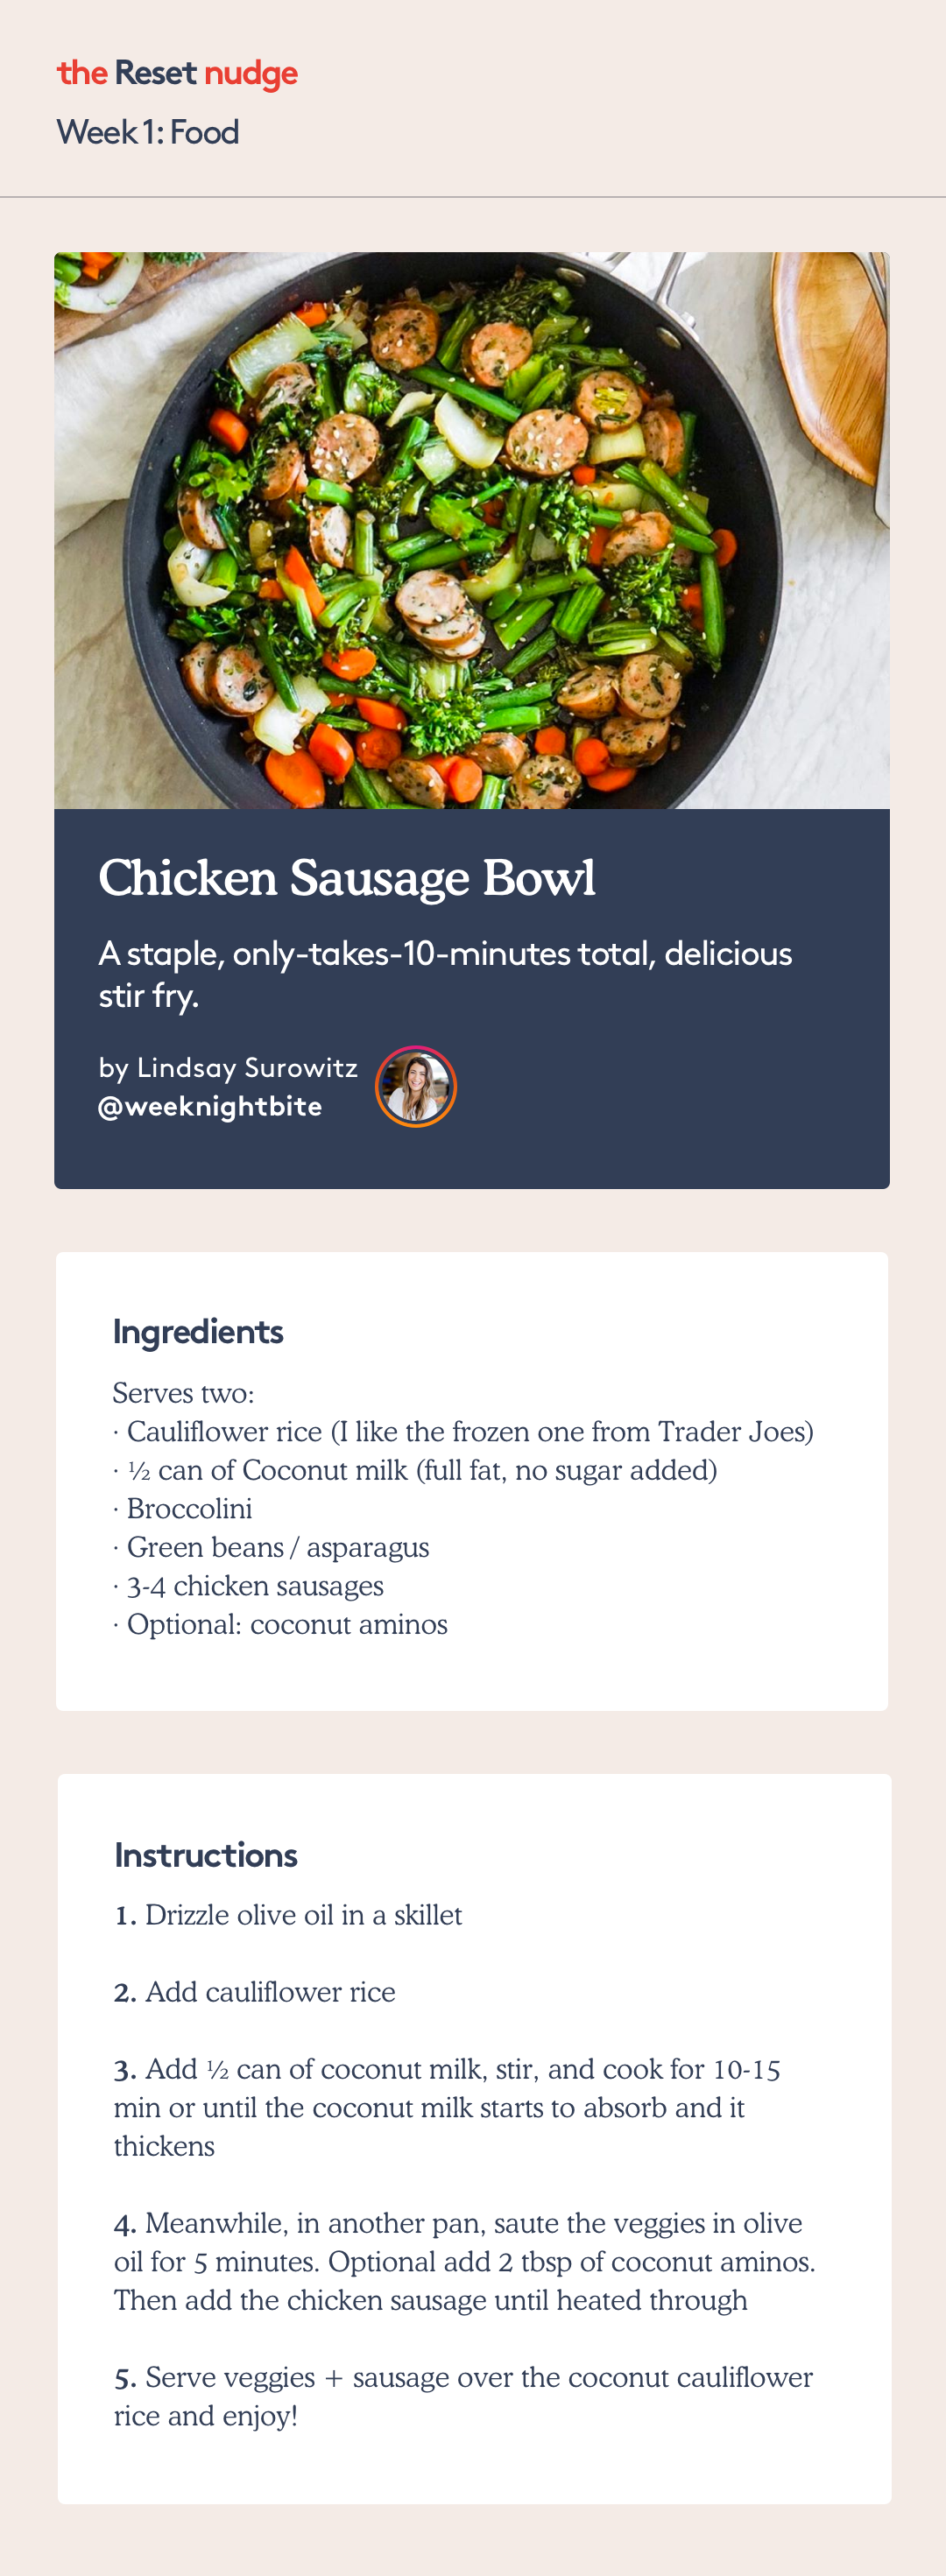 the Reset nudge
Week 1: Food
Chicken Sausage Bowl
A staple, only-takes-10-minutes total, delicious
stir fry.
by Lindsay Surowitz
@weeknightbite
Ingredients
Serves two:
· Cauliflower rice (I like the frozen one from Trader Joes)
· ½ can of Coconut milk (full fat, no sugar added)
· Broccolini
· Green beans / asparagus
· 3-4 chicken sausages
· Optional: coconut aminos
Instructions
1. Drizzle olive oil in a skillet
2. Add cauliflower rice
3. Add ½ can of coconut milk, stir, and cook for 10-15
min or until the coconut milk starts to absorb and it
thickens
4. Meanwhile, in another pan, saute the veggies in olive
oil for 5 minutes. Optional add 2 tbsp of coconut aminos.
Then add the chicken sausage until heated through
5. Serve veggies + sausage over the coconut cauliflower
rice and enjoy!